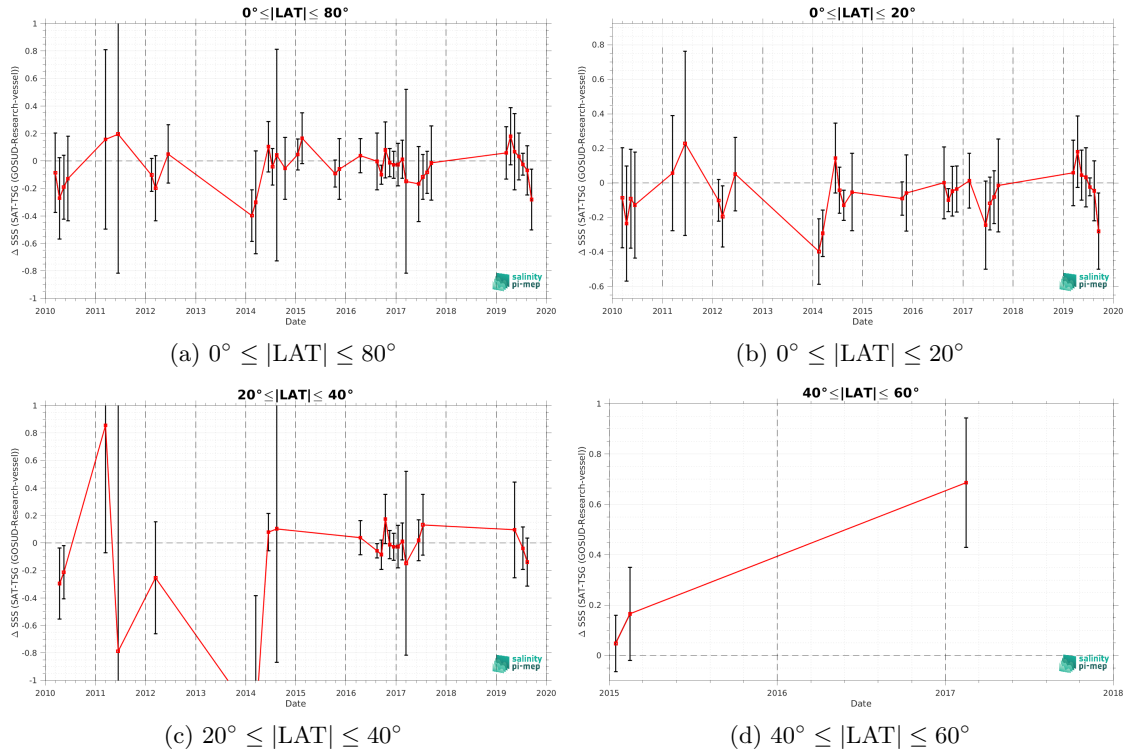 0°≤|LAT|≤ 80°
Δ SSS (SAT-TSG (GOSUD-Research-vessel))
1
0.8
0.6
0.4
0.2
0
-0.2
-0.4
-0.6
-0.8
-1
2010 2011 2012 2013 2014 2015 2016 2017 2018 2019 2020
Date
salinity
pi-mep
(a) 0° ≤ |LAT| ≤ 80°
0°≤|LAT|≤ 20°
Δ SSS (SAT-TSG (GOSUD-Research-vessel))
0.8
0.6
0.4
0.2
0
-0.2
-0.4
-0.6
2010 2011 2012 2013 2014 2015 2016 2017 2018 2019 2020
Date
salinity
pi-mep
(b) 0° ≤ |LAT| ≤ 20°
20°≤|LAT|≤ 40°
Δ SSS (SAT-TSG (GOSUD-Research-vessel))
1
0.8
0.6
0.4
0.2
0
-0.2
-0.4
-0.6
-0.8
-1
2010 2011 2012 2013 2014 2015 2016 2017 2018 2019 2020
Date
salinity
pi-mep
(c) 20° ≤ |LAT| ≤ 40°
40°≤|LAT|≤ 60°
Δ SSS (SAT-TSG (GOSUD-Research-vessel))
1
0.8
0.6
0.4
0.2
0
2015 2016 2017 2018
Date
salinity
pi-mep
(d) 40° ≤ |LAT| ≤ 60°